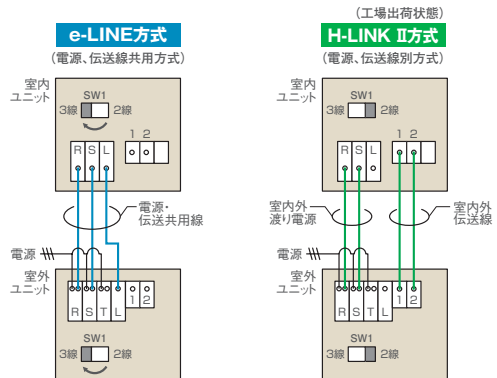 e-LINE方式
(電源、伝送線共用方式)
室内
ユニット
SW1
3線 2線
R S L
1 2
電源・
伝送共用線
電源
室外
ユニット
R S T L
1 2
SW1
3線 2線
(工場出荷状態)
H-LINK Ⅱ方式
(電源、伝送線別方式)
室内
ユニット
SW1
3線 2線
R S L
1 2
室内外
渡り電源
室内外
伝送線
電源
室外
ユニット
R S T L
1 2
SW1
3線 2線